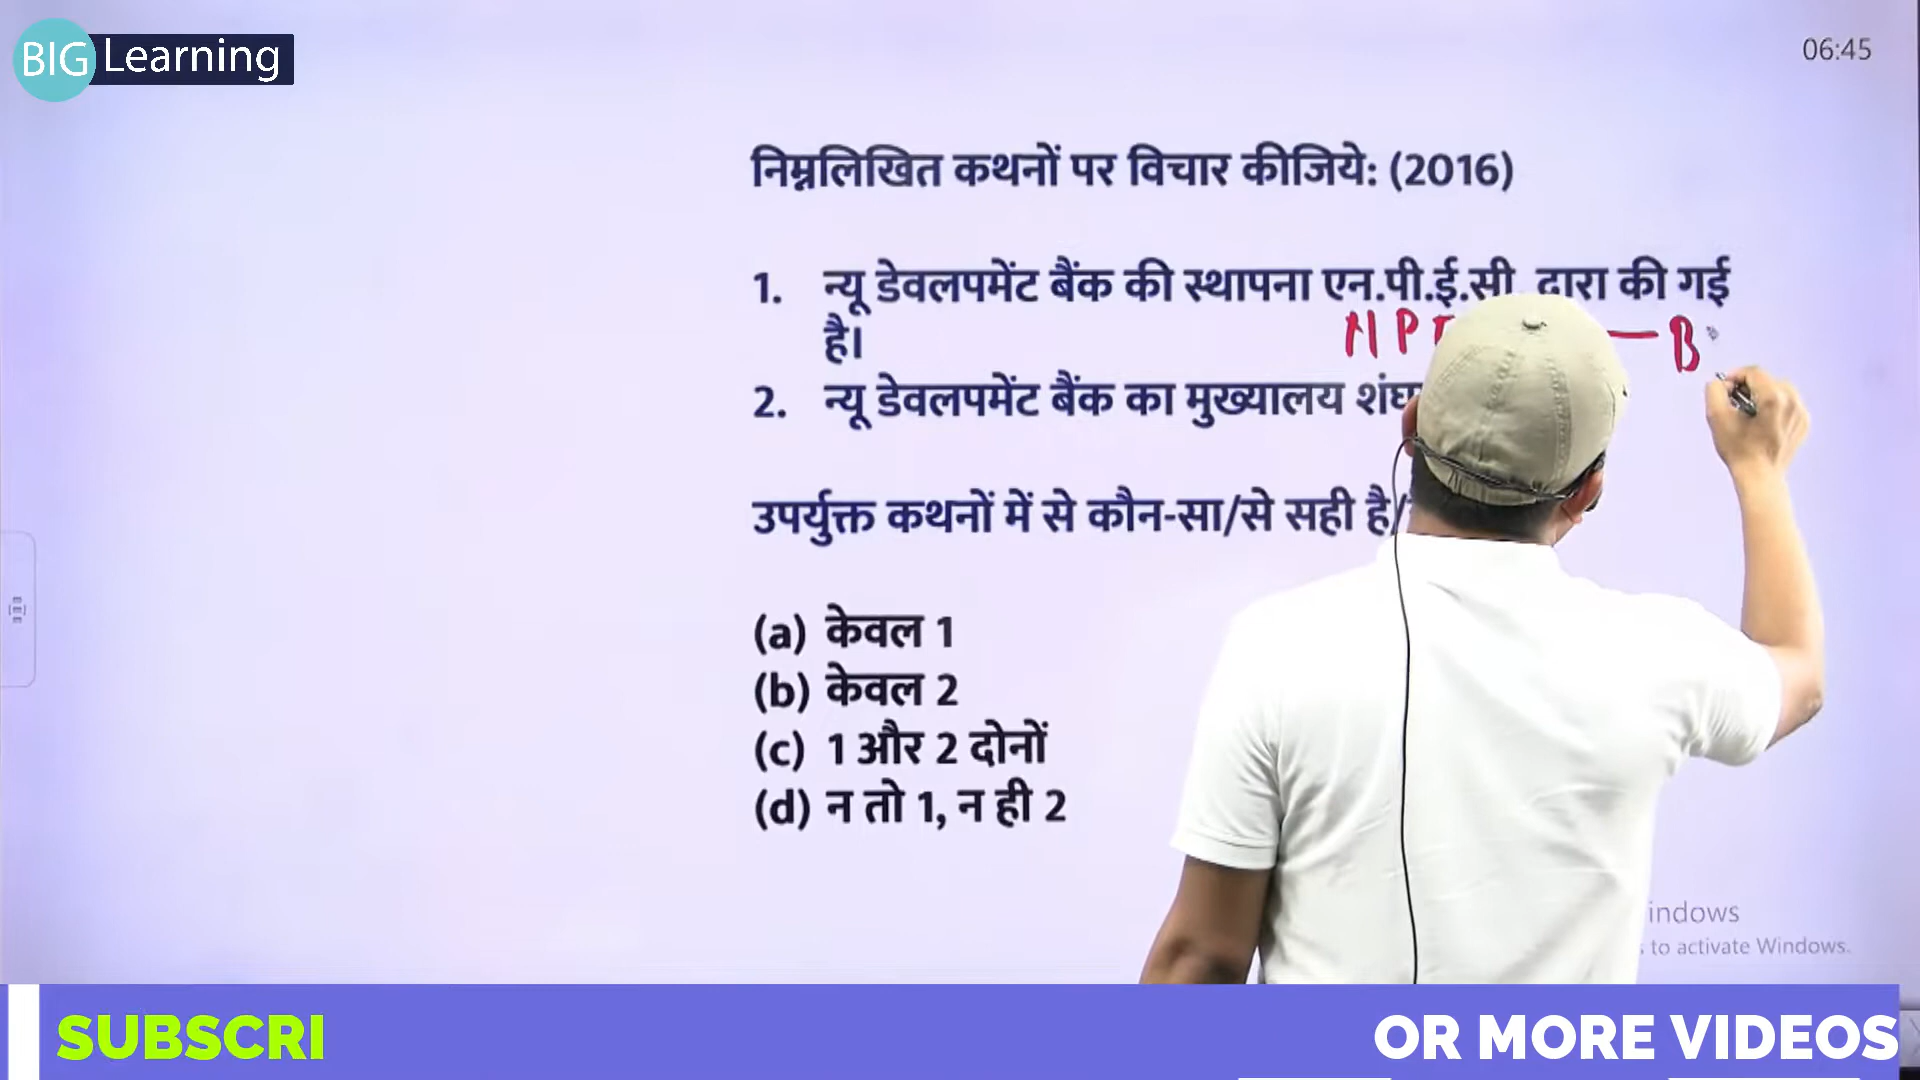 BIG Learning
06:45
निम्नलिखित कथनों पर विचार कीजिये: (2016)
1. न्यू डेवलपमेंट बैंक की स्थापना एन.पी.ई.सी. द्वारा की गई
है।
N P
— B
2. न्यू डेवलपमेंट बैंक का मुख्यालय
उपर्युक्त कथनों में से कौन-सा/से सही है/
(a) केवल 1
(b) केवल 2
(c) 1 और 2 दोनों
(d) न तो 1, न ही 2
indows
to activate Windows.
SUBSCRI
OR MORE VIDEOS